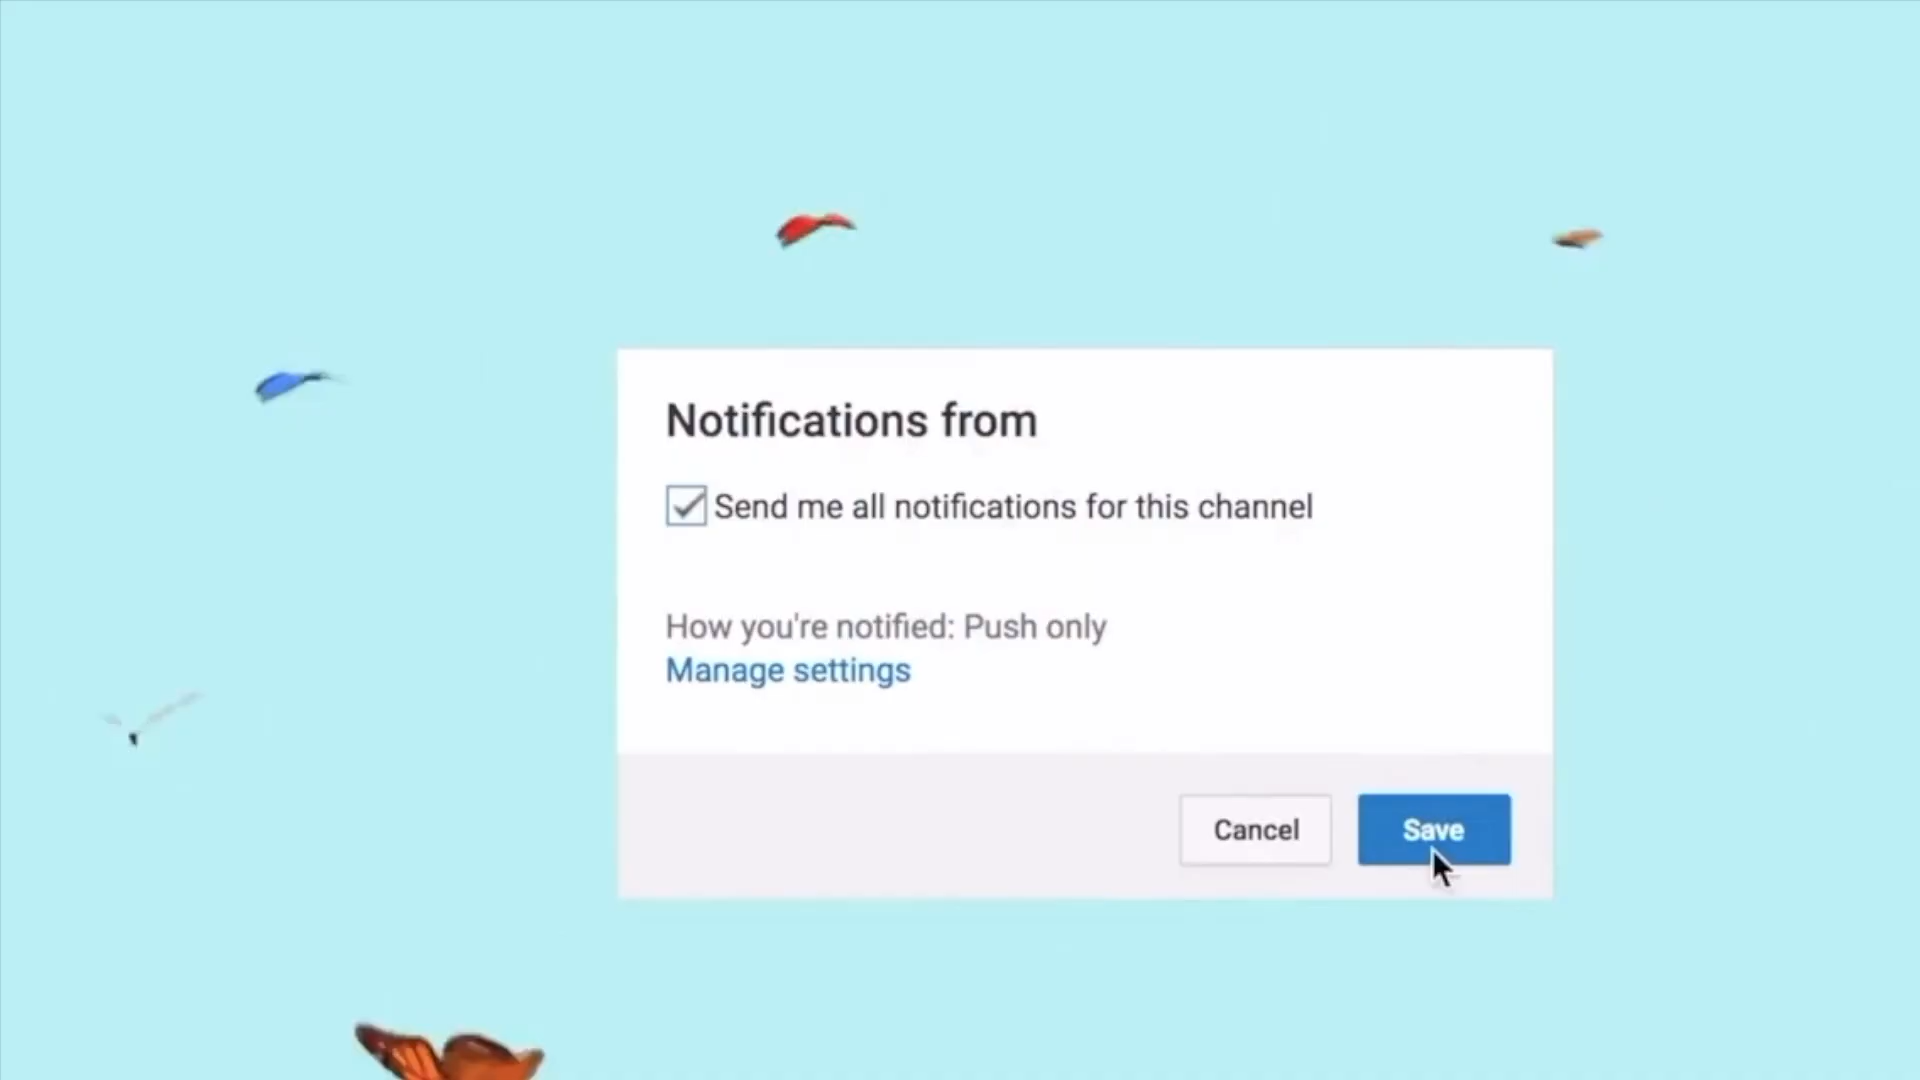 Notifications from
Send me all notifications for this channel
How you're notified: Push only
Manage settings
Cancel
Save